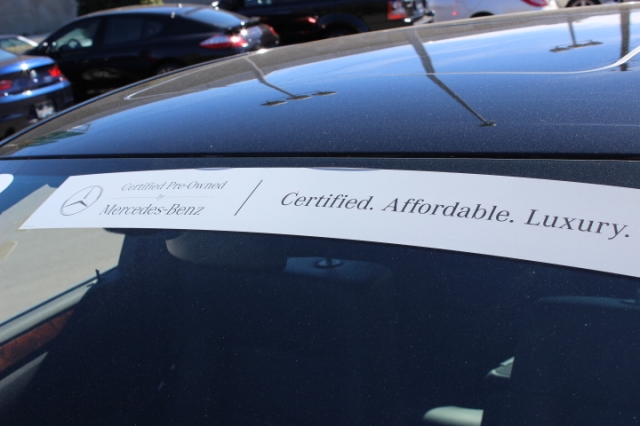 Certified Pre-Owned
by
Mercedes-Benz
Certified. Affordable. Luxury.